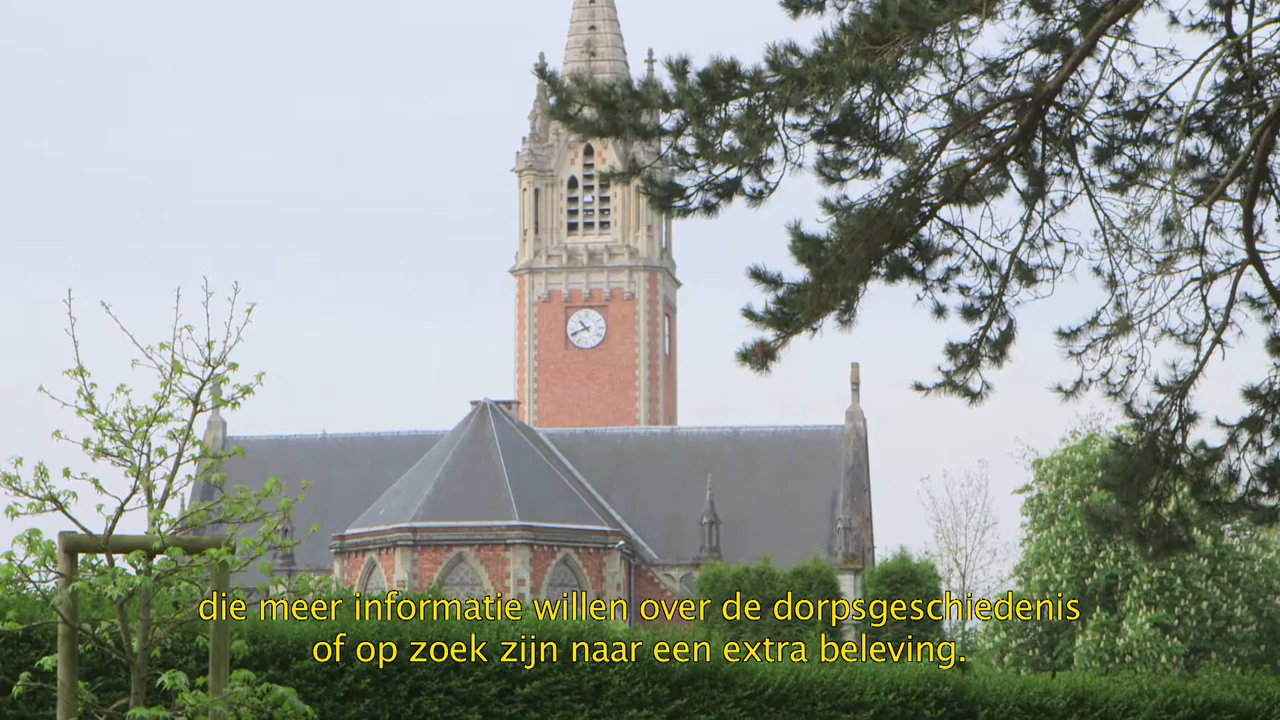 die meer informatie willen over de dorpsgeschiedenis
of op zoek zijn naar een extra beleving.